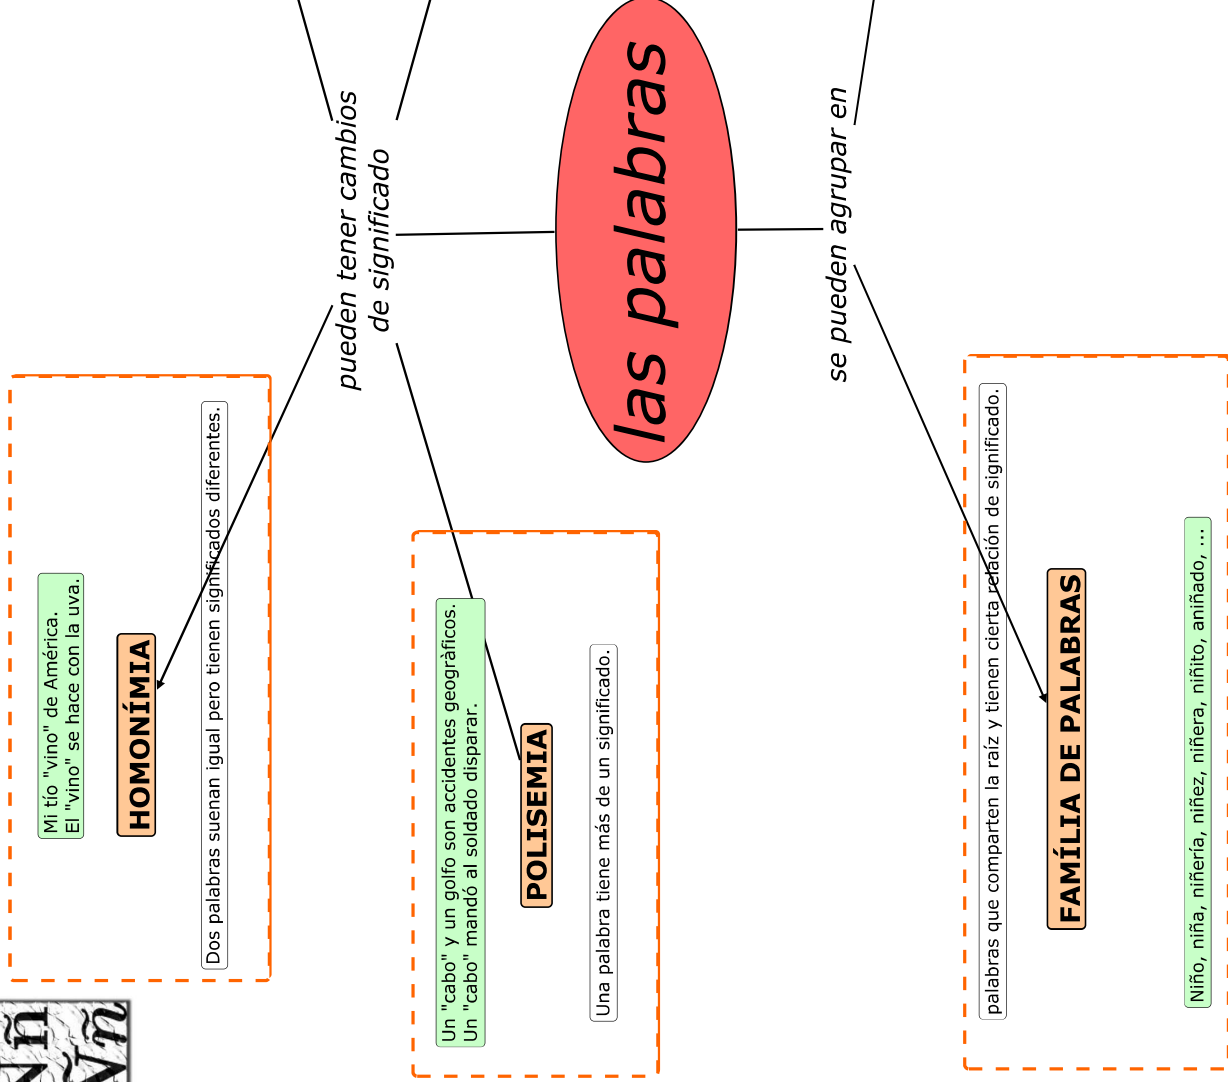 pueden tener cambios
de significado
las palabras
se pueden agrupar en
Mi tío "vino" de América.
El "vino" se hace con la uva.
HOMONÍMIA
Dos palabras suenan igual pero tienen significados diferentes.
Un "cabo" y un golfo son accidentes geogràficos.
Un "cabo" mandó al soldado disparar.
POLISEMIA
Una palabra tiene más de un significado.
palabras que comparten la raíz y tienen cierta relación de significado.
FAMÍLIA DE PALABRAS
Niño, niña, niñería, niñez, niñera, niñito, aniñado, ...
Nñ
Ññ